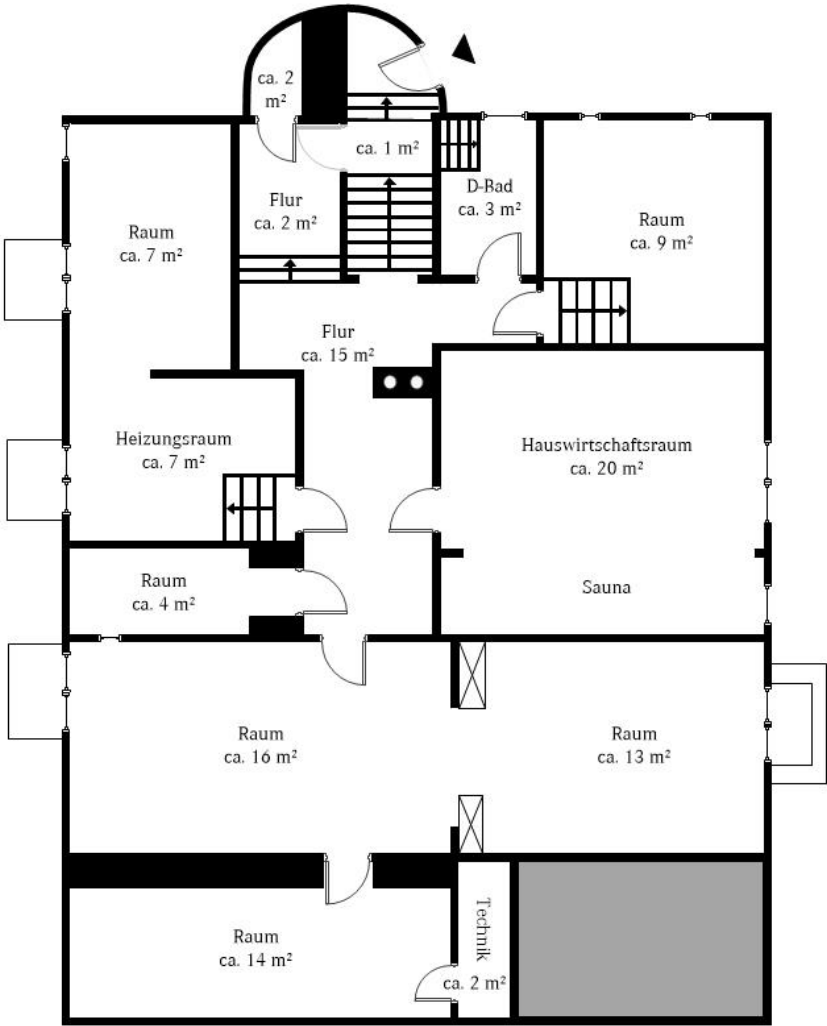 ca. 2
m²
ca. 1 m²
Flur
ca. 2 m²
D-Bad
ca. 3 m²
Raum
ca. 7 m²
Raum
ca. 9 m²
Flur
ca. 15 m²
Heizungsraum
ca. 7 m²
Hauswirtschaftsraum
ca. 20 m²
Raum
ca. 4 m²
Sauna
Raum
ca. 16 m²
Raum
ca. 13 m²
Raum
ca. 14 m²
Technik
ca. 2 m²